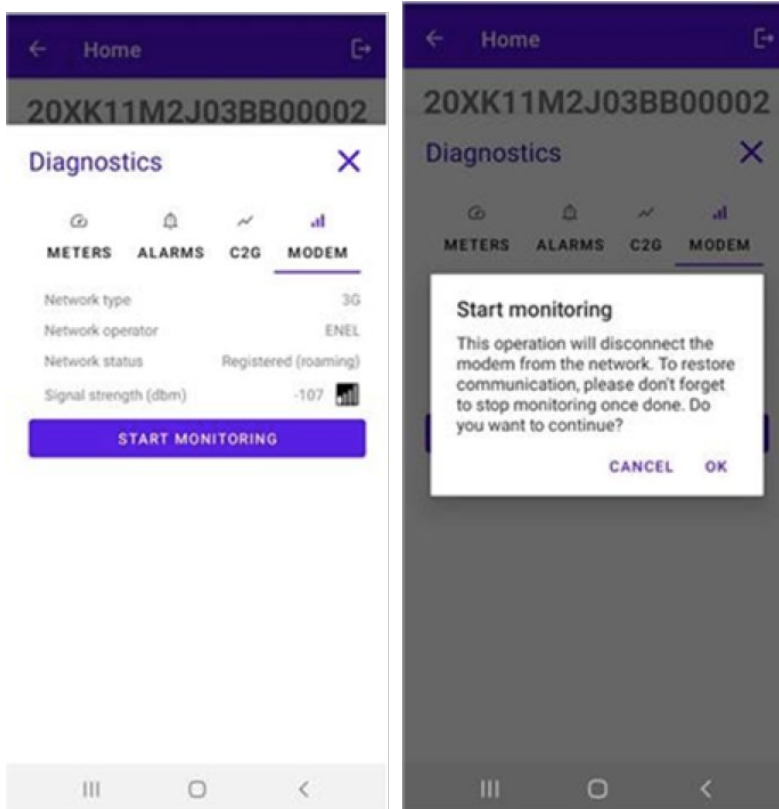 Home
20XK11M2J03BB00002
Diagnostics
METERS ALARMS C2G MODEM
Network type 3G
Network operator ENEL
Network status Registered (roaming)
Signal strength (dbm) -107
START MONITORING
Home
20XK11M2J03BB00002
Diagnostics
METERS ALARMS C2G MODEM
Start monitoring
This operation will disconnect the
modem from the network. To restore
communication, please don't forget
to stop monitoring once done. Do
you want to continue?
CANCEL OK